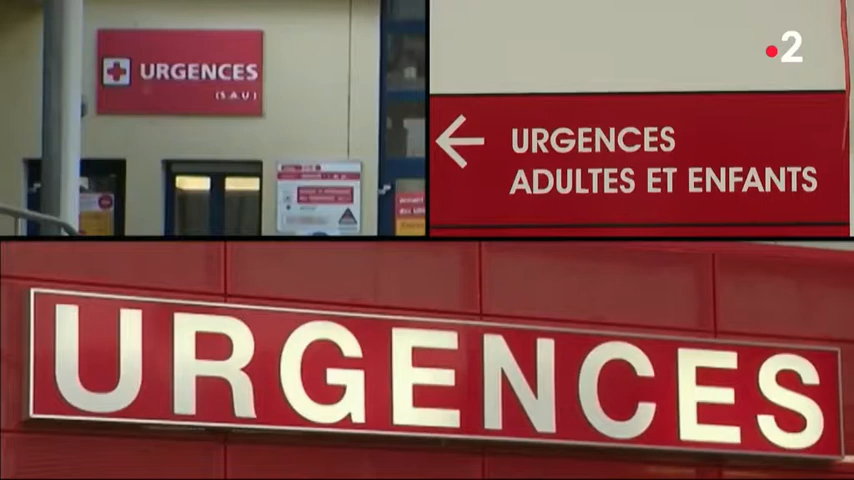 URGENCES
(S.A.U.)
URGENCES
ADULTES ET ENFANTS
2
URGENCES